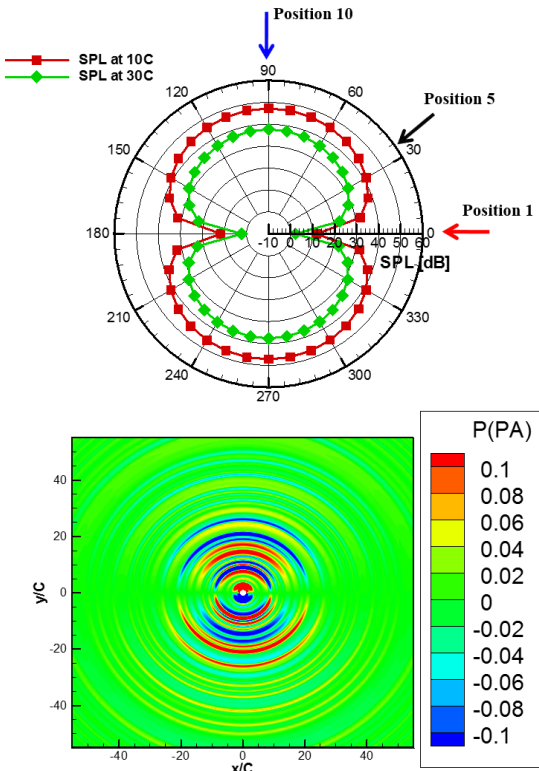 Position 10
SPL at 10C
SPL at 30C
90
120
60
Position 5
150
30
180
0
Position 1
-10 0 10 20 30 40 50 60
SPL [dB]
210
330
240
300
270
P(PA)
0.1
0.08
0.06
0.04
0.02
0
-0.02
-0.04
-0.06
-0.08
-0.1
y/C
40
20
0
-20
-40
-40 -20 0 20 40
x/C